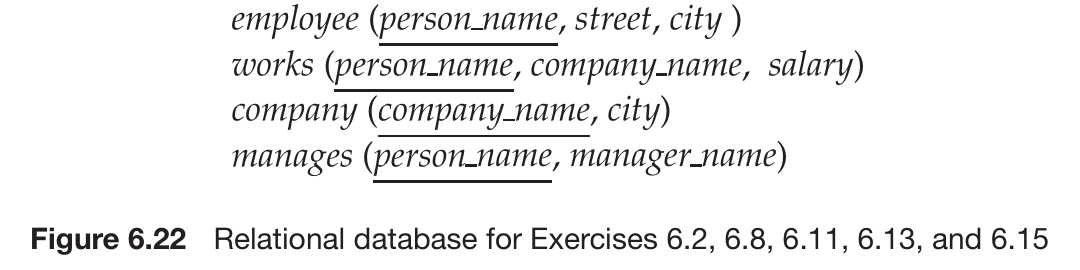 employee (person_name, street, city )
works (person_name, company_name, salary)
company (company_name, city)
manages (person_name, manager_name)
Figure 6.22 Relational database for Exercises 6.2, 6.8, 6.11, 6.13, and 6.15